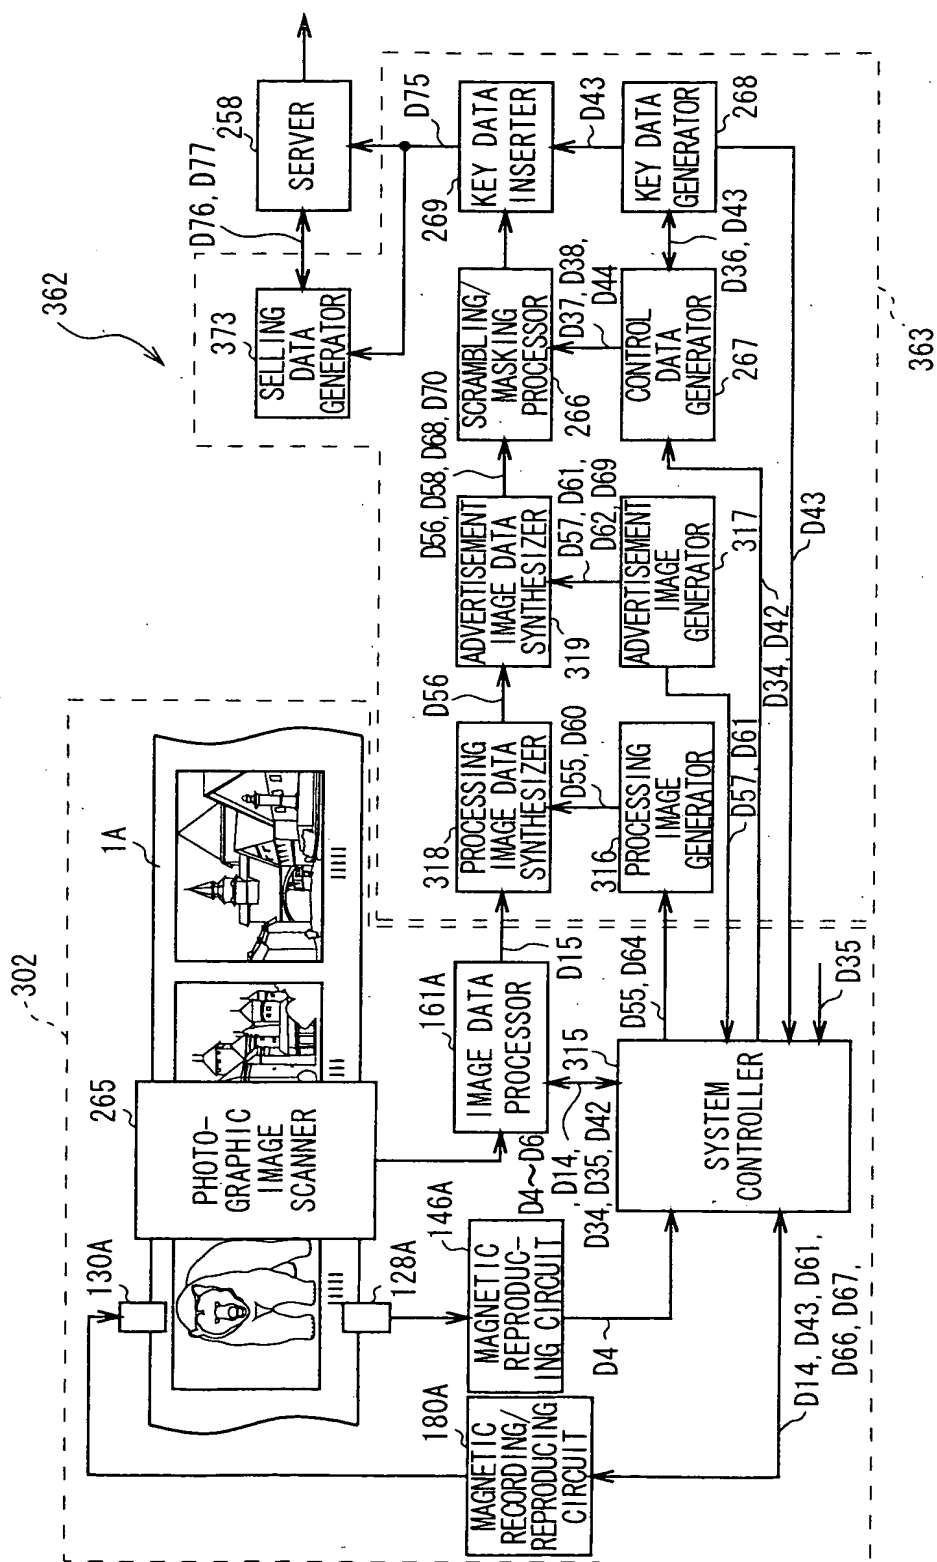 302
1A
265
PHOTO-
GRAPHIC
IMAGE
SCANNER
130A
128A
146A
MAGNETIC
REPRODUC-
ING CIRCUIT
180A
MAGNETIC
RECORDING/
REPRODUCING
CIRCUIT
D4
D4~D6
161A
IMAGE DATA
PROCESSOR
D15
D14,
D34, D35, D42
315
SYSTEM
CONTROLLER
D14, D43, D61,
D66, D67,
D35
D55, D64
D57, D61
D34, D42
D43
362
363
318
PROCESSING
IMAGE DATA
SYNTHESIZER
D55, D60
316
PROCESSING
IMAGE
GENERATOR
D56
ADVERTISEMENT
IMAGE DATA
SYNTHESIZER
319
D57, D61,
D62, D69
ADVERTISEMENT
IMAGE
GENERATOR
317
D56, D58, D68, D70
SCRAMBLING/
MASKING
PROCESSOR
266
D37, D38,
D44
CONTROL
DATA
GENERATOR
267
D36, D43
269
KEY DATA
INSERTER
D43
KEY DATA
GENERATOR
268
D75
373
SELLING
DATA
GENERATOR
D76, D77
258
SERVER